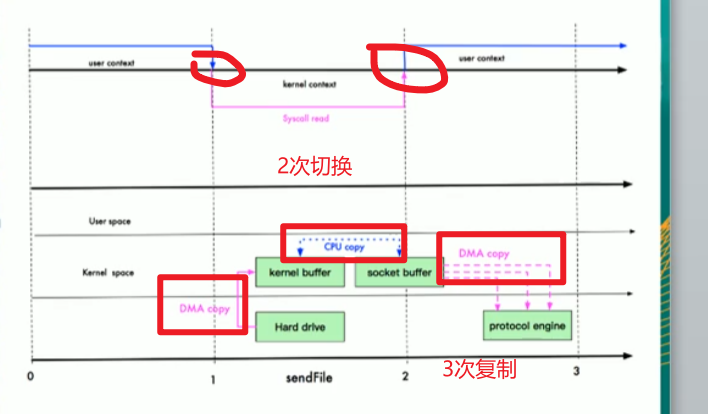 user context
user context
kernel context
Syscall read
2次切换
User space
CPU copy
DMA copy
Kernel space
kernel buffer
socket buffer
DMA copy
Hard drive
protocol engine
3次复制
0
1
sendFile
2
3